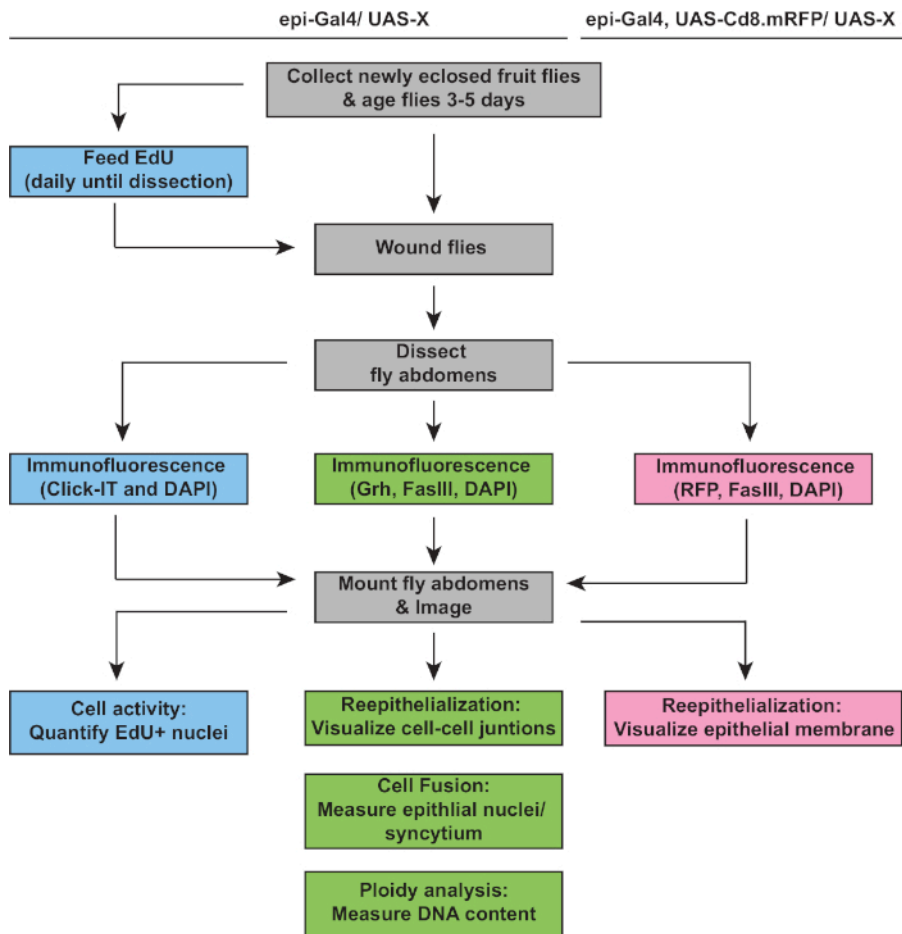 epi-Gal4/ UAS-X
epi-Gal4, UAS-Cd8.mRFP/ UAS-X
Collect newly eclosed fruit flies
& age flies 3-5 days
Feed EdU
(daily until dissection)
Wound flies
Dissect
fly abdomens
Immunofluorescence
(Click-IT and DAPI)
Immunofluorescence
(Grh, FasIII, DAPI)
Immunofluorescence
(RFP, FasIII, DAPI)
Mount fly abdomens
& Image
Cell activity:
Quantify EdU+ nuclei
Reepithelialization:
Visualize cell-cell juntions
Reepitelialization:
Visualize epithelial membrane
Cell Fusion:
Measure epithlial nuclei/
syncytium
Ploidy analysis:
Measure DNA content